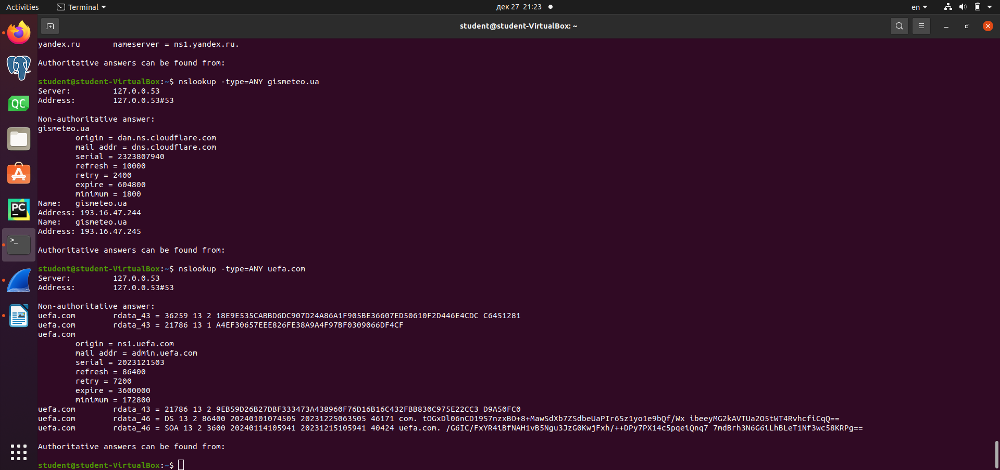 Activities Terminal дек 27 21:23 en
student@student-VirtualBox: ~
yandex.ru nameserver = ns1.yandex.ru.
Authoritative answers can be found from:
student@student-VirtualBox:~$ nslookup -type=ANY gismeteo.ua
Server: 127.0.0.53
Address: 127.0.0.53#53
Non-authoritative answer:
gismeteo.ua
origin = dan.ns.cloudflare.com
mail addr = dns.cloudflare.com
serial = 2323807940
refresh = 10000
retry = 2400
expire = 604800
minimum = 1800
Name: gismeteo.ua
Address: 193.16.47.244
Name: gismeteo.ua
Address: 193.16.47.245
Authoritative answers can be found from:
student@student-VirtualBox:~$ nslookup -type=ANY uefa.com
Server: 127.0.0.53
Address: 127.0.0.53#53
Non-authoritative answer:
uefa.com rdata_43 = 36259 13 2 18E9E535CABBD6DC907D24A86A1F905BE36607ED50610F2D446E4CDC C6451281
uefa.com rdata_43 = 21786 13 1 A4EF30657EEE826FE38A9A4F97BF0309066DF4CF
uefa.com
origin = ns1.uefa.com
mail addr = admin.uefa.com
serial = 2023121503
refresh = 86400
retry = 7200
expire = 3600000
minimum = 172800
uefa.com rdata_43 = 21786 13 2 9EB59D26B27DBF333473A438960F76D16B16C432FBB830C975E22CC3 D9A50FC0
uefa.com rdata_46 = DS 13 2 86400 20240101074505 20231225063505 46171 com. tOGxDl06nCD1957nzxBO+8+MawSdXb7ZSdbeUaPIr65z1yo1e9bQf/Wx ibeeyMG2kAVTUa2O5tWT4RvhcfiCqQ==
uefa.com rdata_46 = SOA 13 2 3600 20240114105941 20231215105941 40424 uefa.com. /G6IC/FxYR4iBfNAH1vB5Ngu3JzG0KwjFxh/++DPy7PX14c5pqeiQnq7 7mdBrh3N6G6iLhBLeT1Nf3wc58KRPg==
Authoritative answers can be found from:
student@student-VirtualBox:~$
QC
PC